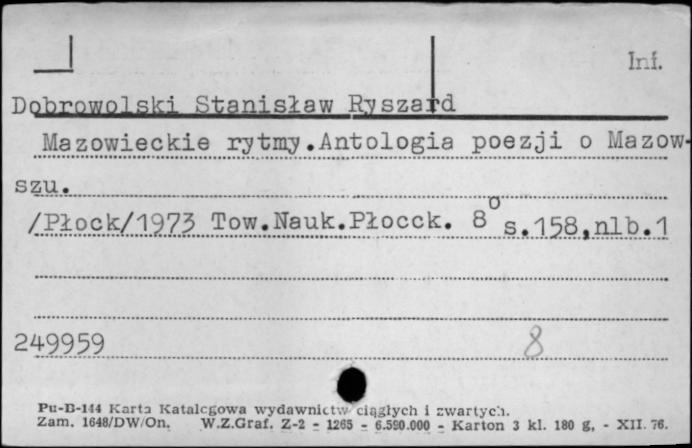 Inf.
Dobrowolski Stanisław Ryszard
Mazowieckie rytmy.Antologia poezji o Mazow-
szu.
/Płock/1973 Tow.Nauk.Płocck. 8° s.158,nlb.1
249959 8
Pu-B-144 Karta Katalogowa wydawnictw ciągłych i zwartych.
Zam. 1648/DW/On. W.Z.Graf. Z-2 - 1265 - 6.590.000 - Karton 3 kl. 180 g, - XII. 76.